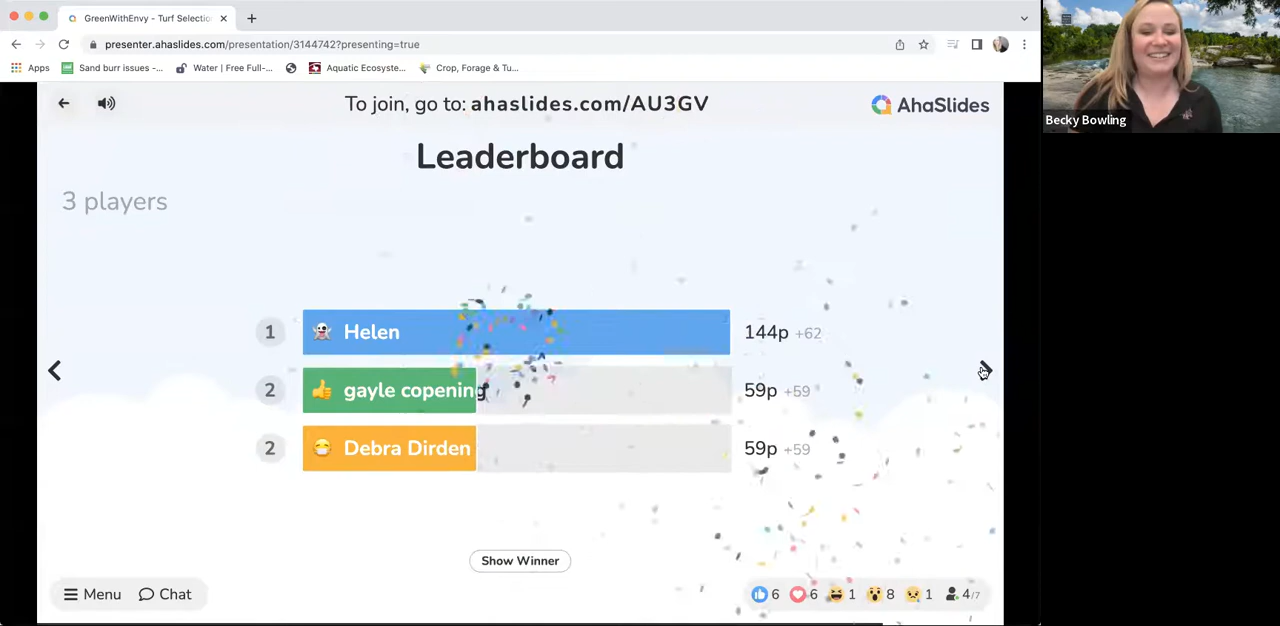 GreenWithEnvy - Turf Selectio
presenter.ahaslides.com/presentation/3144742?presenting=true
Apps
Sand burr issues -...
Water | Free Full-...
Aquatic Ecosyste...
Crop, Forage & Tu...
Becky Bowling
To join, go to: ahaslides.com/AU3GV
AhaSlides
Leaderboard
3 players
1 Helen 144p +62
2 gayle copening 59p +59
2 Debra Dirden 59p +59
Show Winner
Menu Chat
6 6 1 8 1 4/7